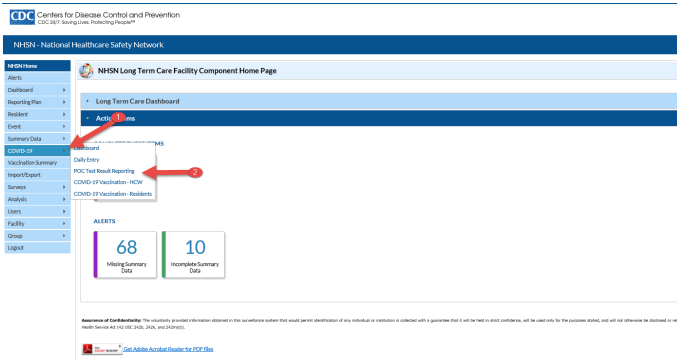 CDC Centers for Disease Control and Prevention
CDC 24/7: Saving Lives. Protecting People™
NHSN - National Healthcare Safety Network
NHSN Home
Alerts
Dashboard
Reporting Plan
Resident
Event
Summary Data
COVID-19
Vaccination Summary
Import/Export
Surveys
Analysis
Users
Facility
Group
Logout
NHSN Long Term Care Facility Component Home Page
Long Term Care Dashboard
Action Items
1
Dashboard
Daily Entry
POC Test Result Reporting
2
COVID-19 Vaccination - HCW
COVID-19 Vaccination - Residents
ALERTS
68
Missing Summary
Data
10
Incomplete Summary
Data
Assurance of Confidentiality: The voluntarily provided information obtained in this surveillance system that would permit identification of any individual or institution is collected with a guarantee that it will be held in strict confidence, will be used only for the purposes stated, and will not otherwise be disclosed or rel
Health Service Act (42 USC 242b, 242k, and 242m(d)).
Get Adobe Acrobat Reader for PDF files